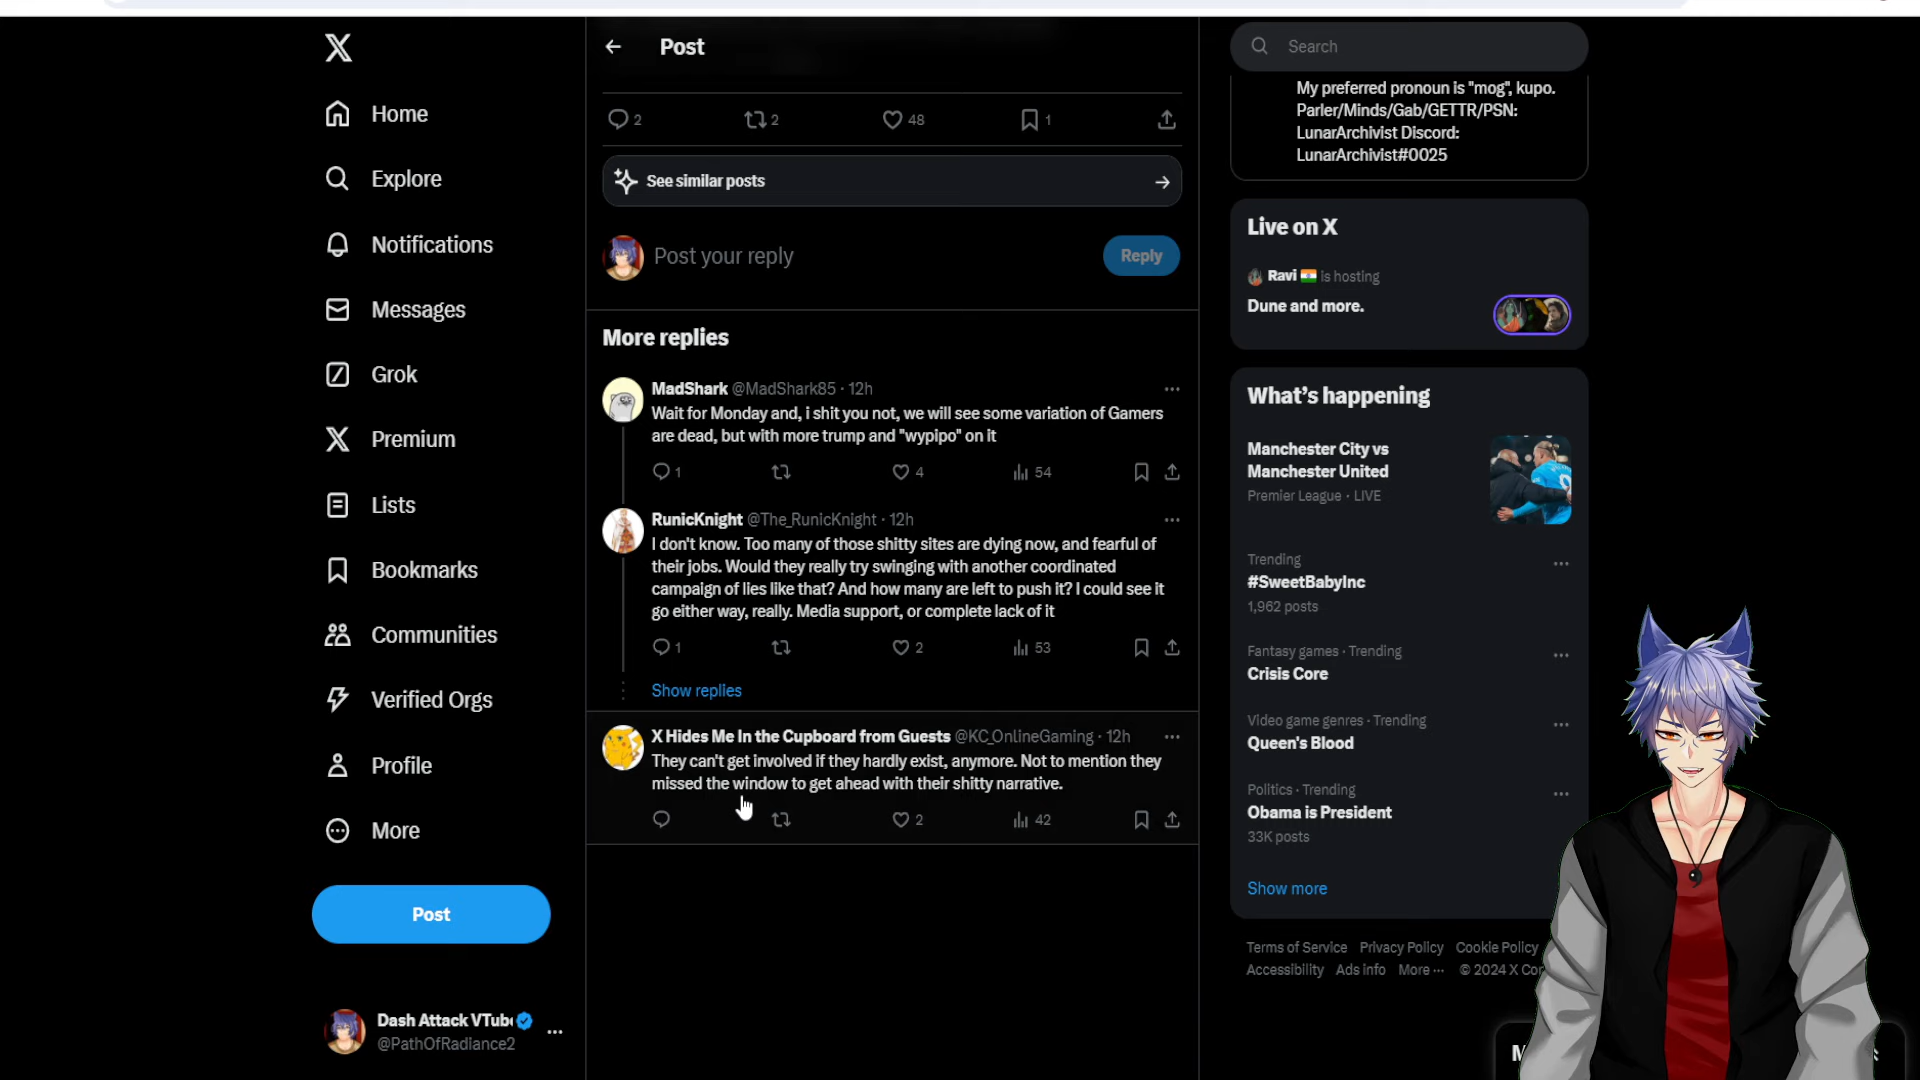 Home
Explore
Notifications
Messages
Grok
Premium
Lists
Bookmarks
Communities
Verified Orgs
Profile
More
Post
Dash Attack VTub
@PathOfRadiance2
Post
2
2
48
1
See similar posts
Post your reply
Reply
More replies
MadShark @MadShark85 · 12h
Wait for Monday and, i shit you not, we will see some variation of Gamers
are dead, but with more trump and "wypipo" on it
1
4
54
RunicKnight @The_RunicKnight · 12h
I don't know. Too many of those shitty sites are dying now, and fearful of
their jobs. Would they really try swinging with another coordinated
campaign of lies like that? And how many are left to push it? I could see it
go either way, really. Media support, or complete lack of it
1
2
53
Show replies
X Hides Me In the Cupboard from Guests @KC_OnlineGaming · 12h
They can't get involved if they hardly exist, anymore. Not to mention they
missed the window to get ahead with their shitty narrative.
2
42
Search
My preferred pronoun is "mog", kupo.
Parler/Minds/Gab/GETTR/PSN:
LunarArchivist Discord:
LunarArchivist#0025
Live on X
Ravi is hosting
Dune and more.
What's happening
Manchester City vs
Manchester United
Premier League · LIVE
Trending
#SweetBabyInc
1,962 posts
Fantasy games · Trending
Crisis Core
Video game genres · Trending
Queen's Blood
Politics · Trending
Obama is President
33K posts
Show more
Terms of Service Privacy Policy Cookie Policy
Accessibility Ads info More ··· © 2024 X Cor